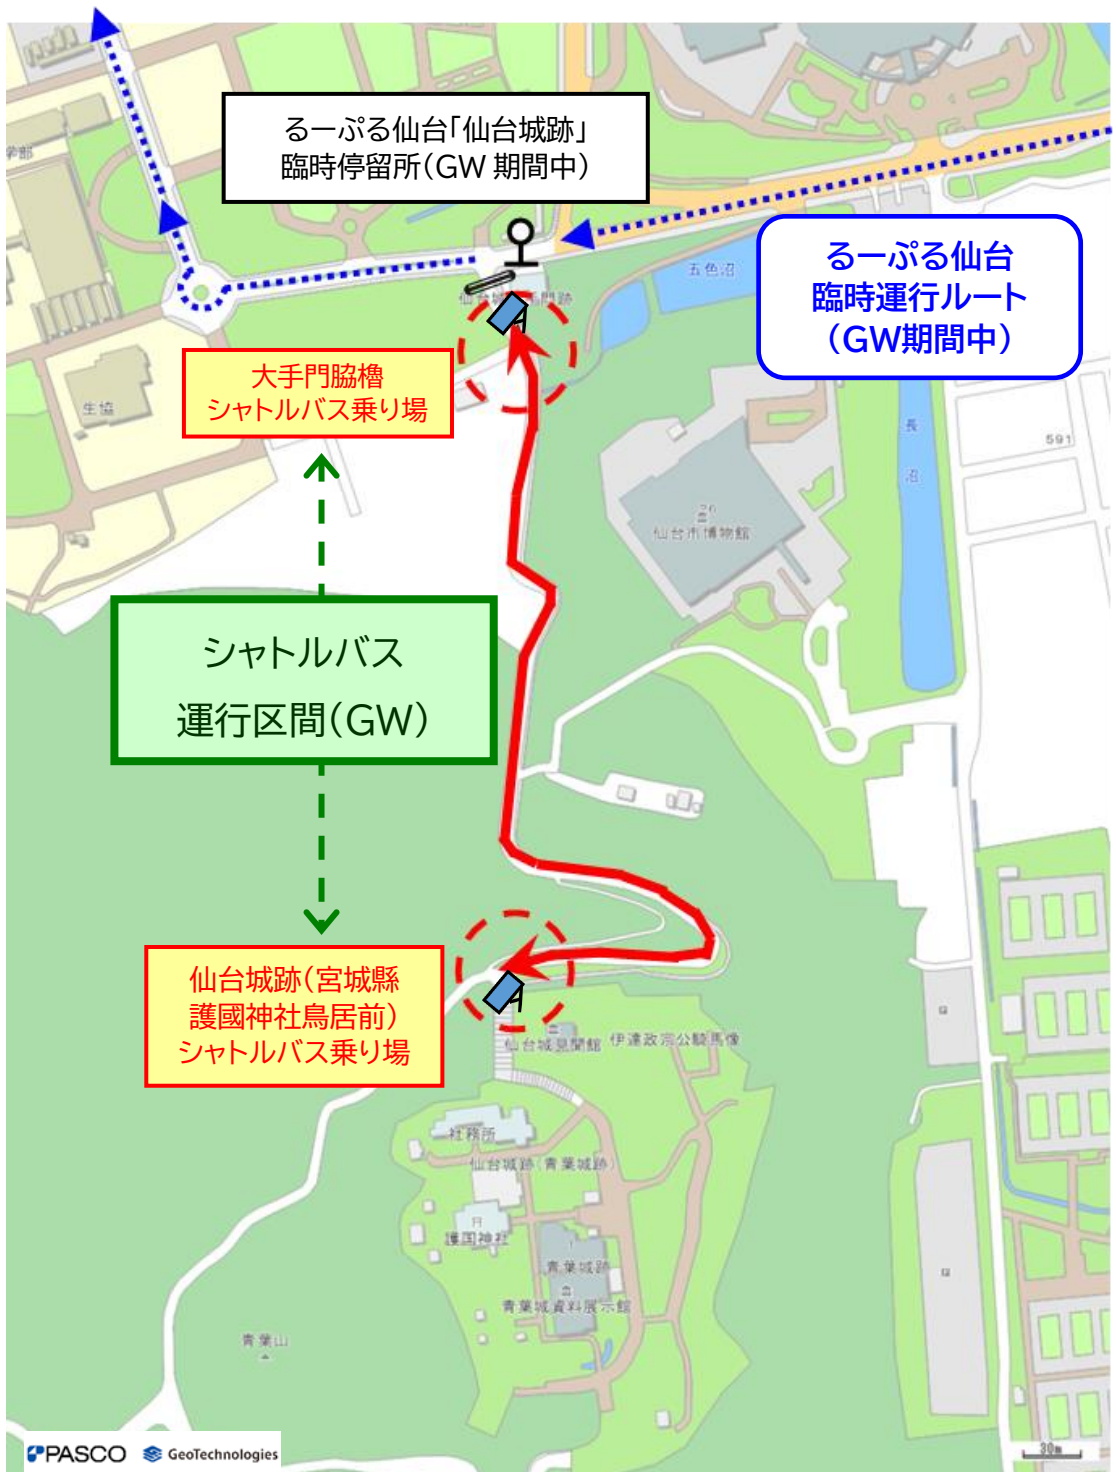 るーぷる仙台「仙台城跡」
臨時停留所（GW 期間中）
学部
五色沼
るーぷる仙台
臨時運行ルート
（GW期間中）
大手門脇櫓
シャトルバス乗り場
生協
長
沼
591
仙台市博物館
シャトルバス
運行区間（GW）
仙台城跡（宮城縣
護國神社鳥居前）
シャトルバス乗り場
仙台城見聞館
伊達政宗公騎馬像
社務所
仙台城跡（青葉城跡）
護国神社
青葉城跡
青葉城資料展示館
青葉山
PASCO
GeoTechnologies
30m